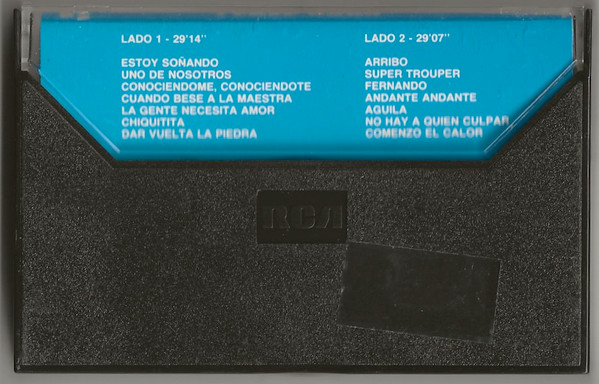 LADO 1 - 29'14"
ESTOY SOÑANDO
UNO DE NOSOTROS
CONOCIENDOME, CONOCIENDOTE
CUANDO BESE A LA MAESTRA
LA GENTE NECESITA AMOR
CHIQUITITA
DAR VUELTA LA PIEDRA
LADO 2 - 29'07"
ARRIBO
SUPER TROUPER
FERNANDO
ANDANTE ANDANTE
AGUILA
NO HAY A QUIEN CULPAR
COMENZO EL CALOR
RCA